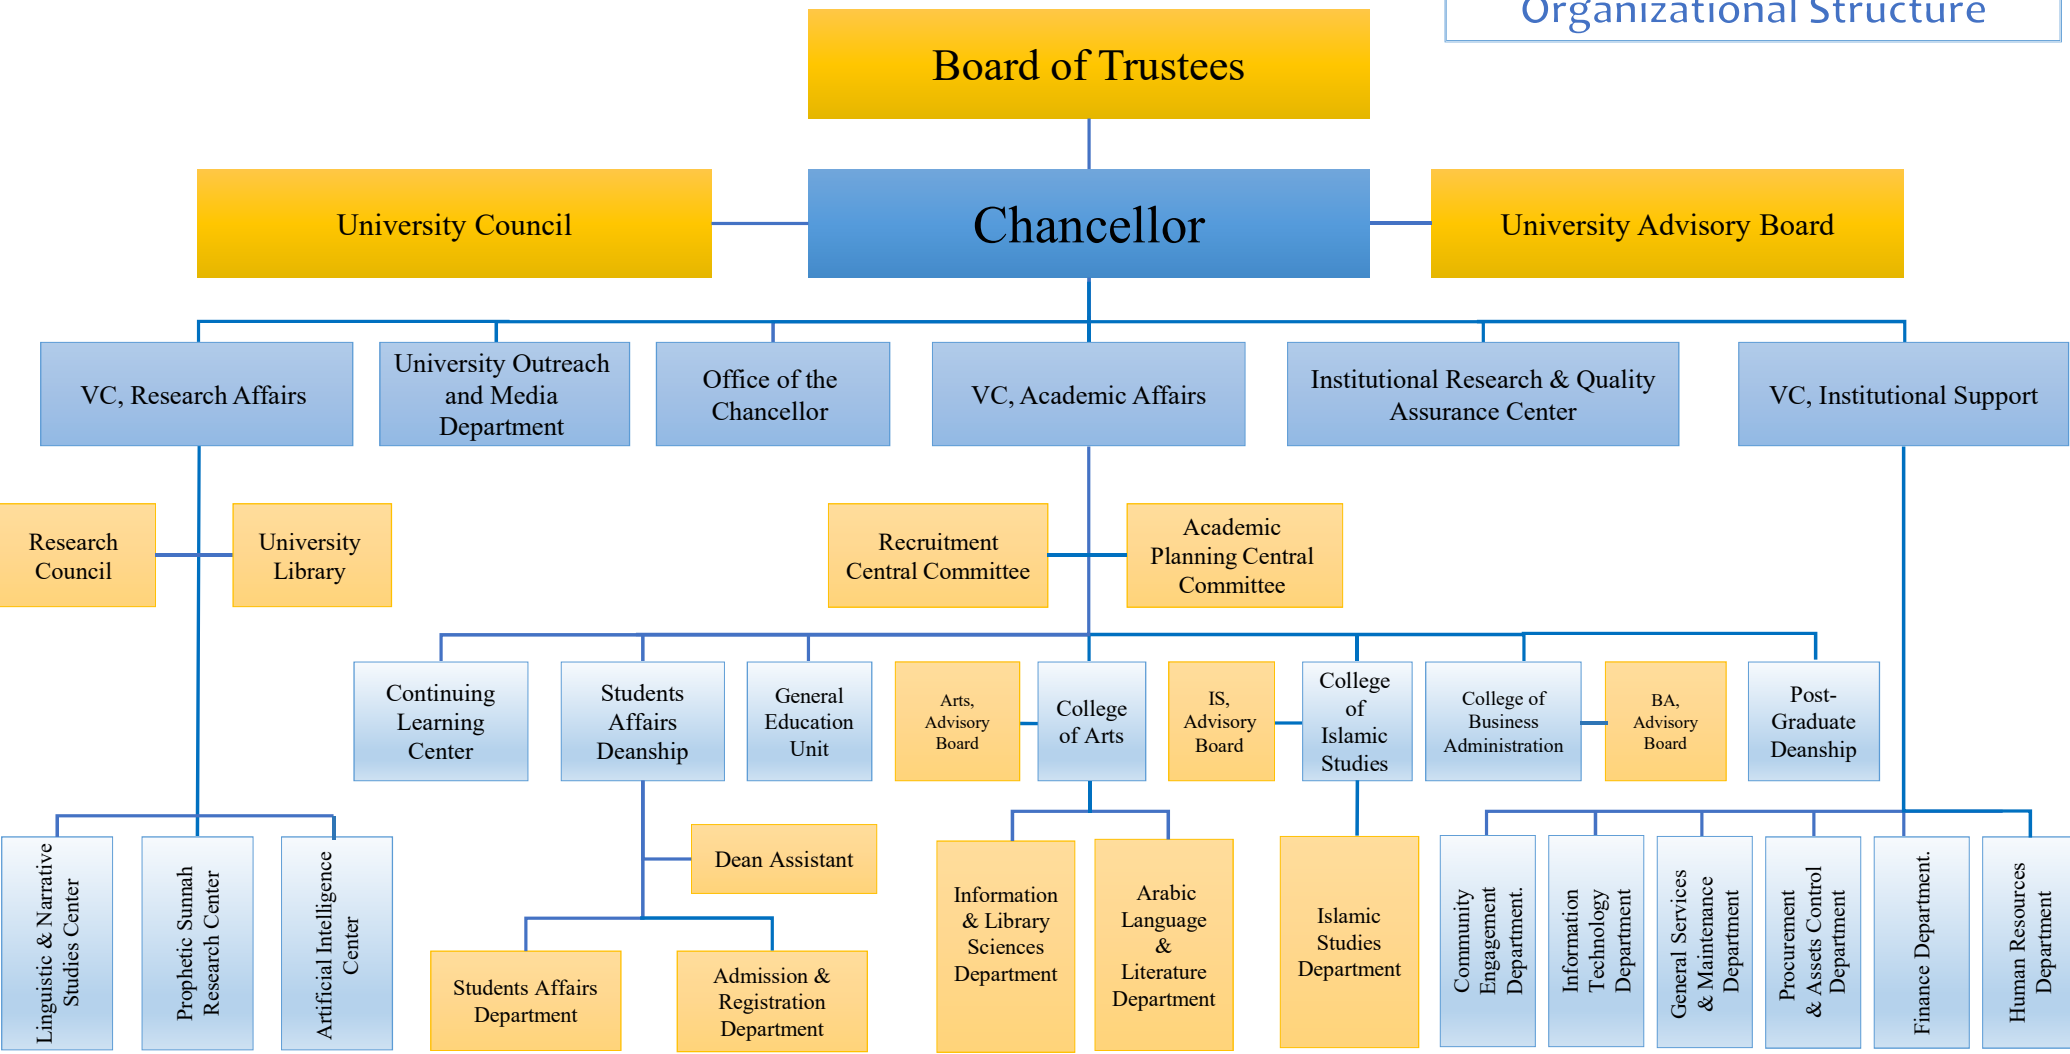 Organizational Structure
Board of Trustees
University Council
Chancellor
University Advisory Board
VC, Research Affairs
University Outreach
and Media
Department
Office of the
Chancellor
VC, Academic Affairs
Institutional Research & Quality
Assurance Center
VC, Institutional Support
Research
Council
University
Library
Recruitment
Central Committee
Academic
Planning Central
Committee
Continuing
Learning
Center
Students
Affairs
Deanship
General
Education
Unit
Arts,
Advisory
Board
College
of Arts
IS,
Advisory
Board
College
of
Islamic
Studies
College of
Business
Administration
BA,
Advisory
Board
Post-
Graduate
Deanship
Dean Assistant
Linguistic & Narrative
Studies Center
Prophetic Sunnah
Research Center
Artificial Intelligence
Center
Students Affairs
Department
Admission &
Registration
Department
Information
& Library
Sciences
Department
Arabic
Language
&
Literature
Department
Islamic
Studies
Department
Community
Engagement
Department.
Information
Technology
Department
General Services
& Maintenance
Department
Procurement
& Assets Control
Department
Finance Department.
Human Resources
Department